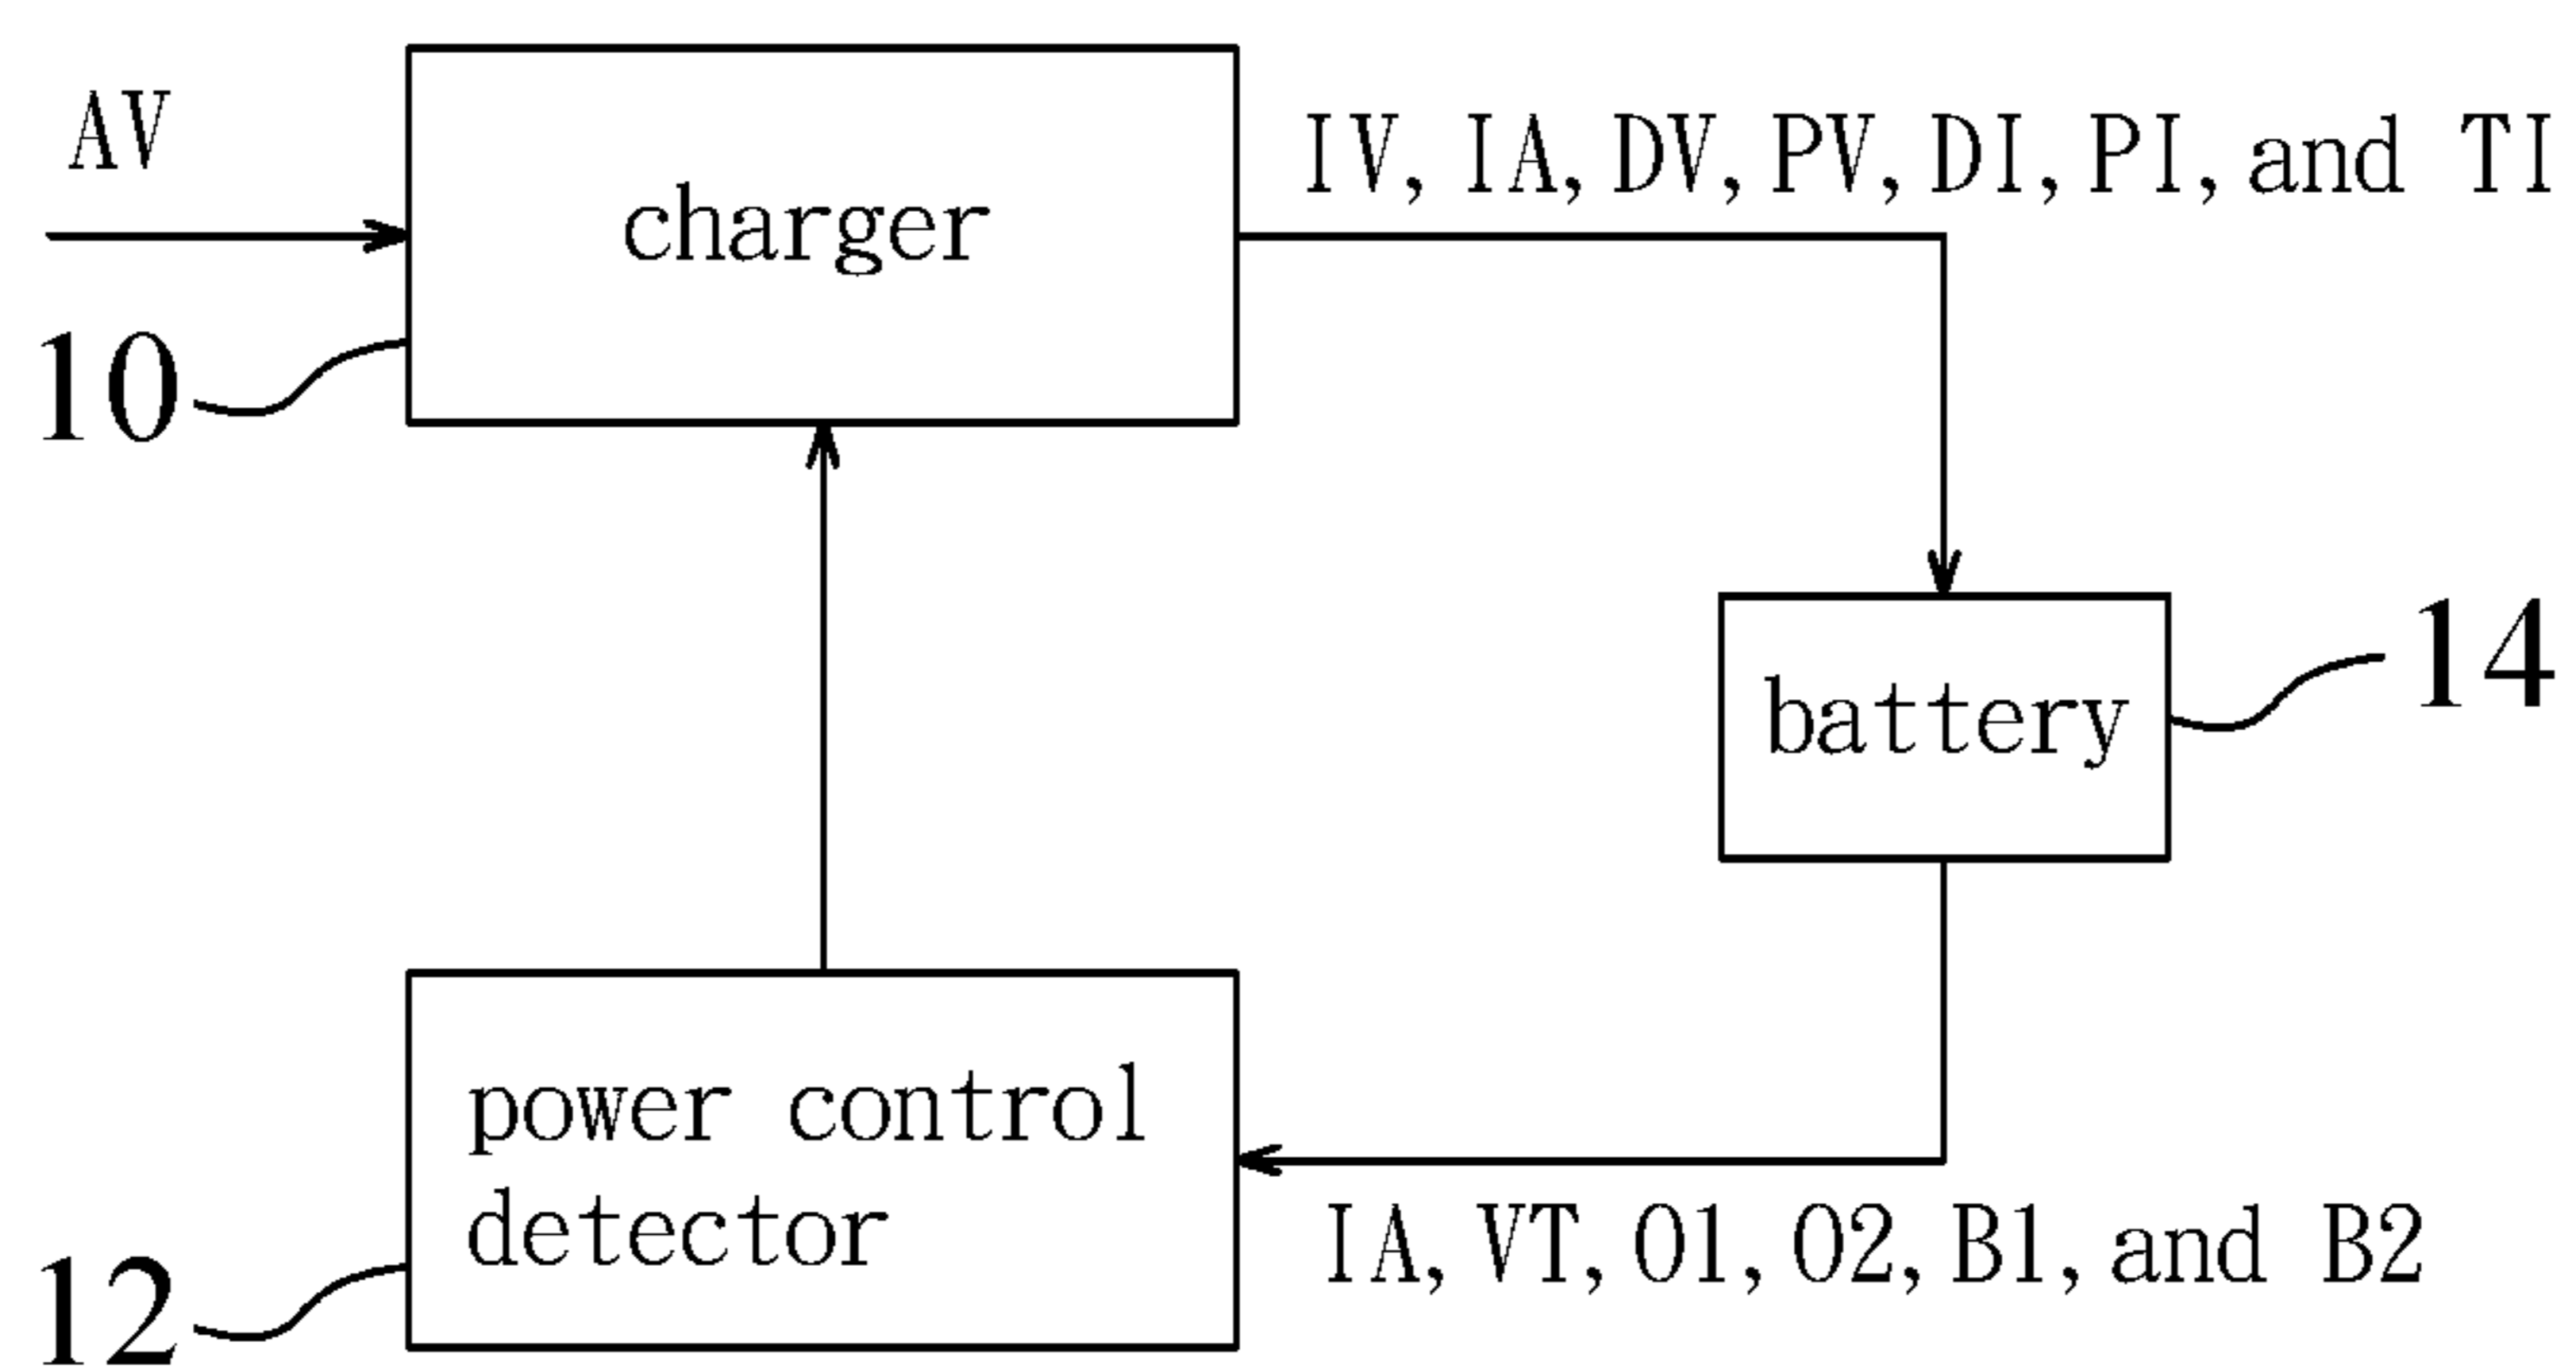 AV
charger
IV, IA, DV, PV, DI, PI, and TI
10
battery
14
power control
detector
IA, VT, O1, O2, B1, and B2
12